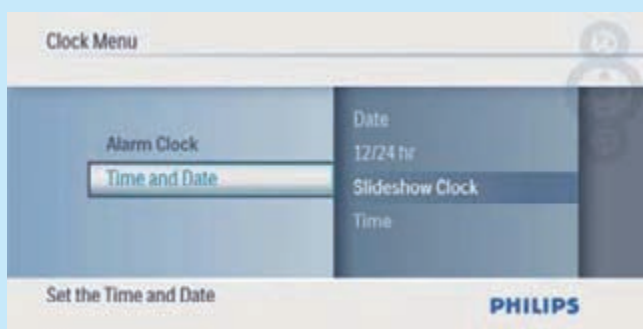 Clock Menu
Alarm Clock
Time and Date
Date
12/24 hr
Slideshow Clock
Time
Set the Time and Date
PHILIPS